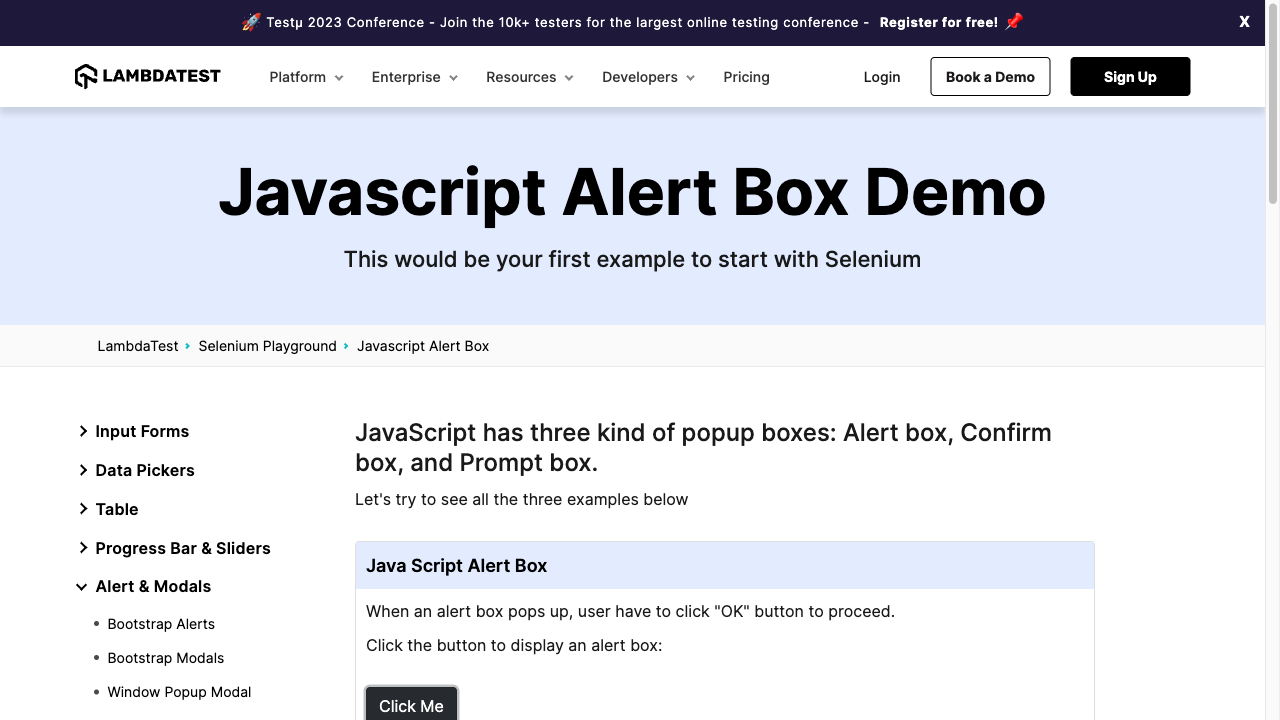 🚀 Testμ 2023 Conference - Join the 10k+ testers for the largest online testing conference - Register for free! 📌 X
LAMBDATEST Platform Enterprise Resources Developers Pricing Login Book a Demo Sign Up
Javascript Alert Box Demo
This would be your first example to start with Selenium
LambdaTest Selenium Playground Javascript Alert Box
Input Forms
Data Pickers
Table
Progress Bar & Sliders
Alert & Modals
Bootstrap Alerts
Bootstrap Modals
Window Popup Modal
JavaScript has three kind of popup boxes: Alert box, Confirm
box, and Prompt box.
Let's try to see all the three examples below
Java Script Alert Box
When an alert box pops up, user have to click "OK" button to proceed.
Click the button to display an alert box:
Click Me